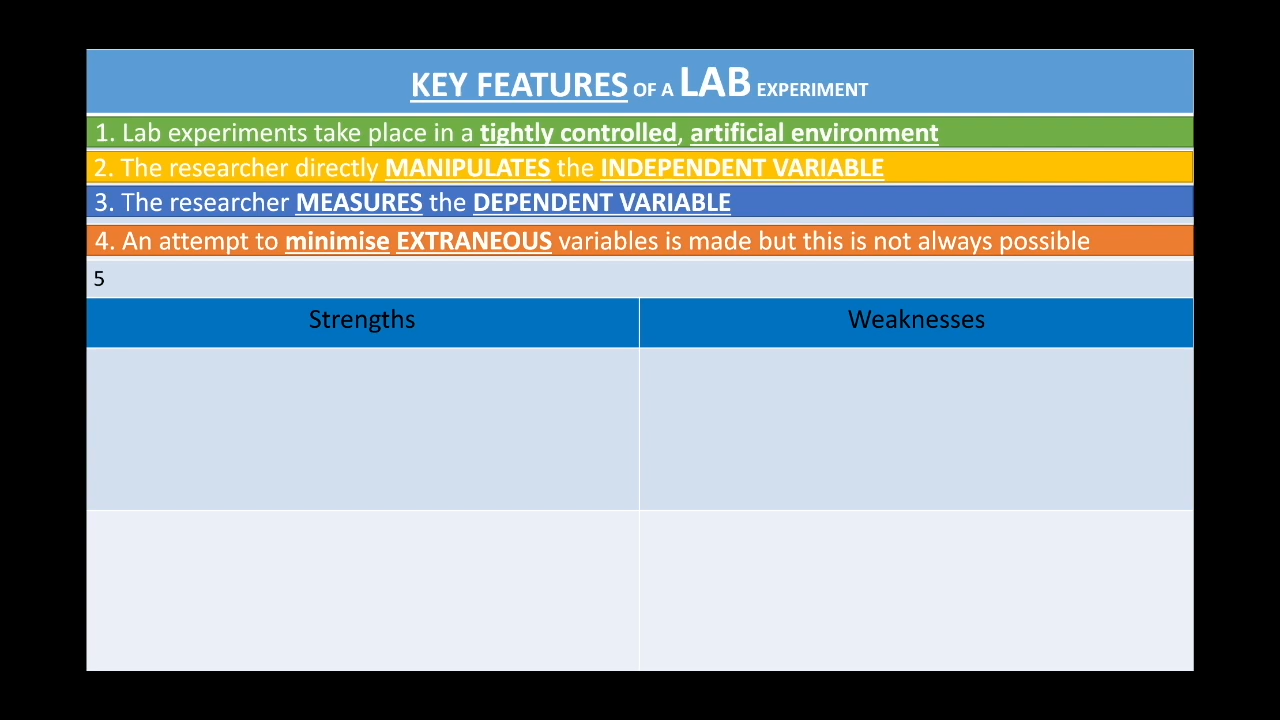 KEY FEATURES OF A LAB EXPERIMENT
1. Lab experiments take place in a tightly controlled, artificial environment
2. The researcher directly MANIPULATES the INDEPENDENT VARIABLE
3. The researcher MEASURES the DEPENDENT VARIABLE
4. An attempt to minimise EXTRANEOUS variables is made but this is not always possible
5
Strengths
Weaknesses